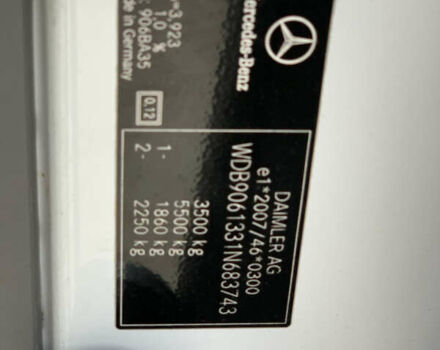 DAIMLER AG
e1*2007/46*0300
WDB9061331N683743
3500 kg
5500 kg
1- 1860 kg
2- 2250 kg
Mercedes-Benz
=3,923
1,0 %
906BA35
de in Germany
0,12